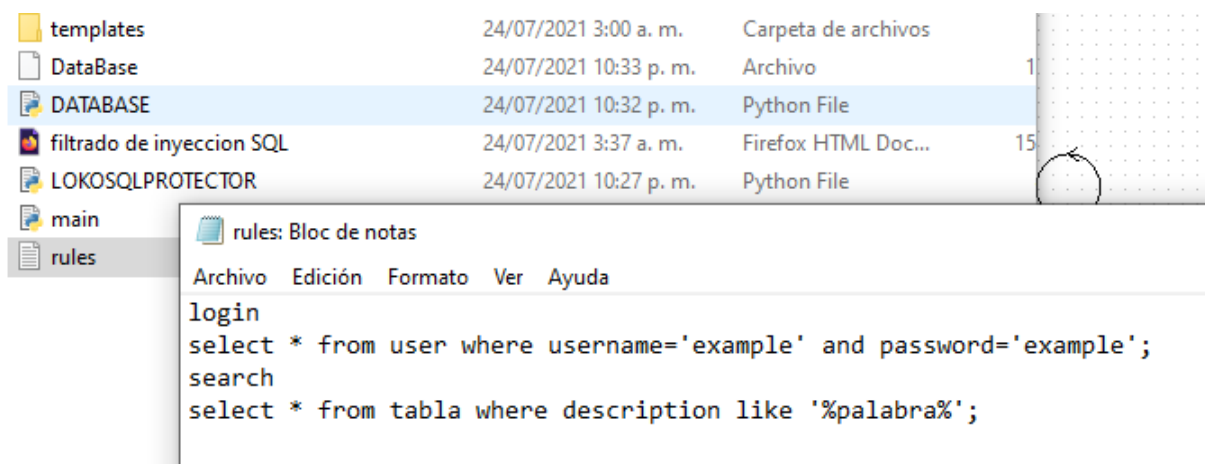 templates 24/07/2021 3:00 a. m. Carpeta de archivos
DataBase 24/07/2021 10:33 p. m. Archivo 1
DATABASE 24/07/2021 10:32 p. m. Python File
filtrado de inyeccion SQL 24/07/2021 3:37 a. m. Firefox HTML Doc... 15
LOKOSQLPROTECTOR 24/07/2021 10:27 p. m. Python File
main
rules
rules: Bloc de notas
Archivo Edición Formato Ver Ayuda
login
select * from user where username='example' and password='example';
search
select * from tabla where description like '%palabra%';